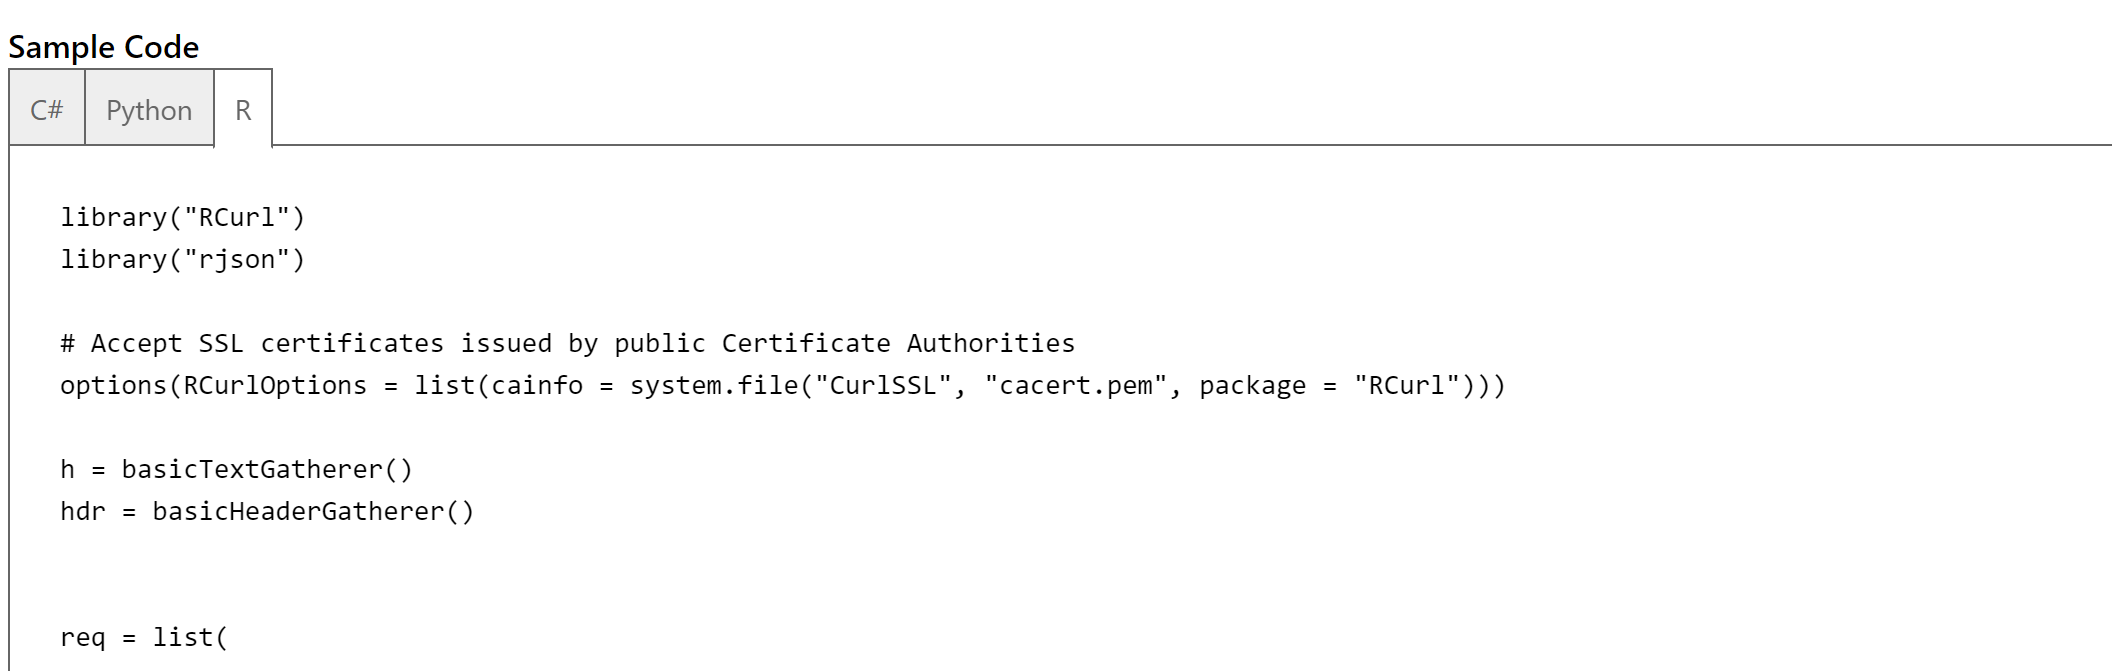 Sample Code
C# Python R
library("RCurl")
library("rjson")
# Accept SSL certificates issued by public Certificate Authorities
options(RCurlOptions = list(cainfo = system.file("CurlSSL", "cacert.pem", package = "RCurl")))
h = basicTextGatherer()
hdr = basicHeaderGatherer()
req = list(